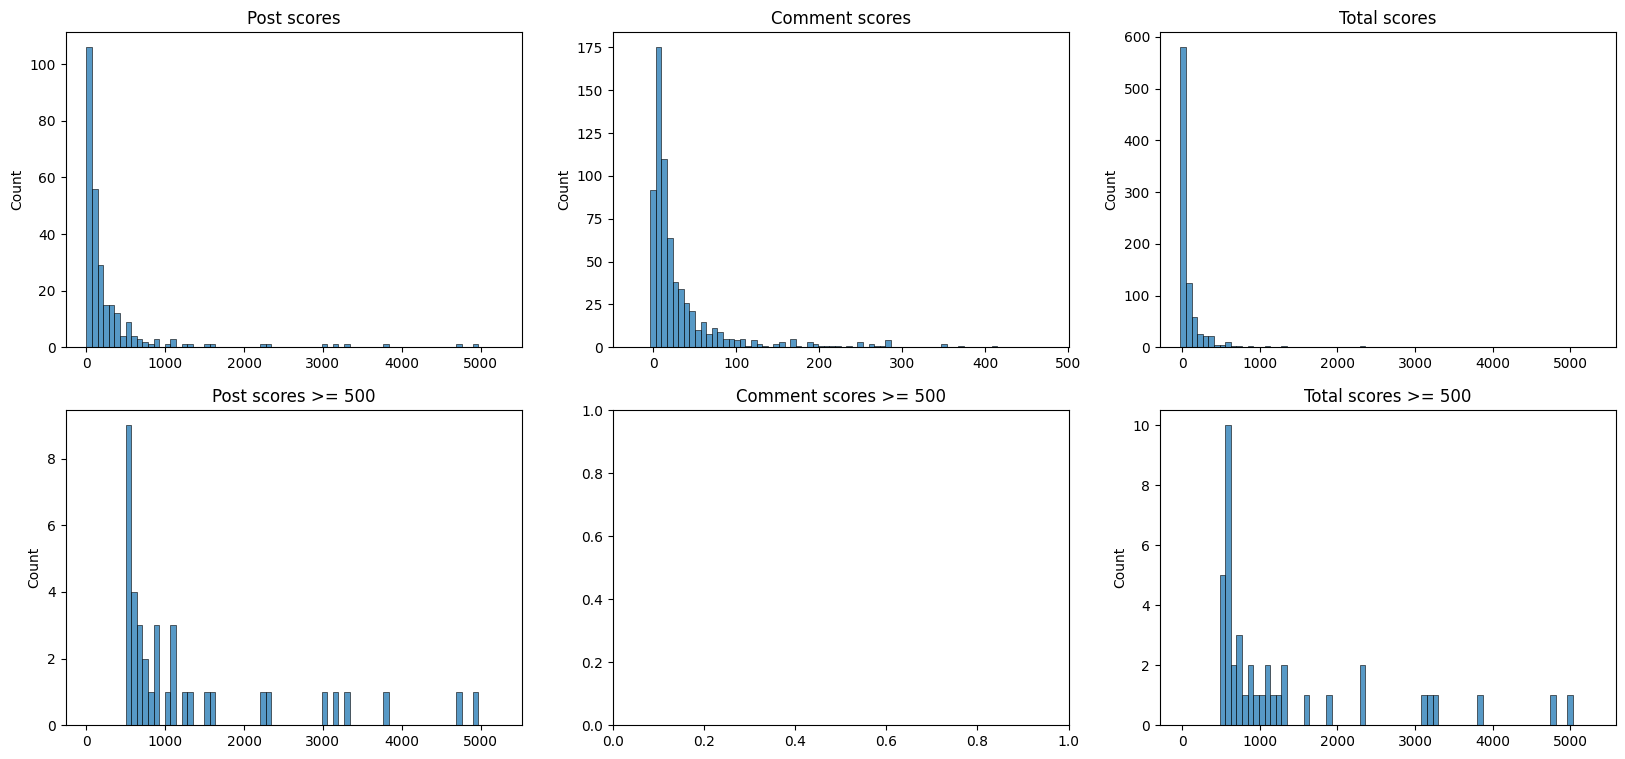 Post scores
Comment scores
Total scores
Count
100
80
60
40
20
0
0 1000 2000 3000 4000 5000
Count
175
150
125
100
75
50
25
0
0 100 200 300 400 500
Count
600
500
400
300
200
100
0
0 1000 2000 3000 4000 5000
Post scores >= 500
Comment scores >= 500
Total scores >= 500
Count
8
6
4
2
0
0 1000 2000 3000 4000 5000
1.0
0.8
0.6
0.4
0.2
0.0
0.0 0.2 0.4 0.6 0.8 1.0
Count
10
8
6
4
2
0
0 1000 2000 3000 4000 5000